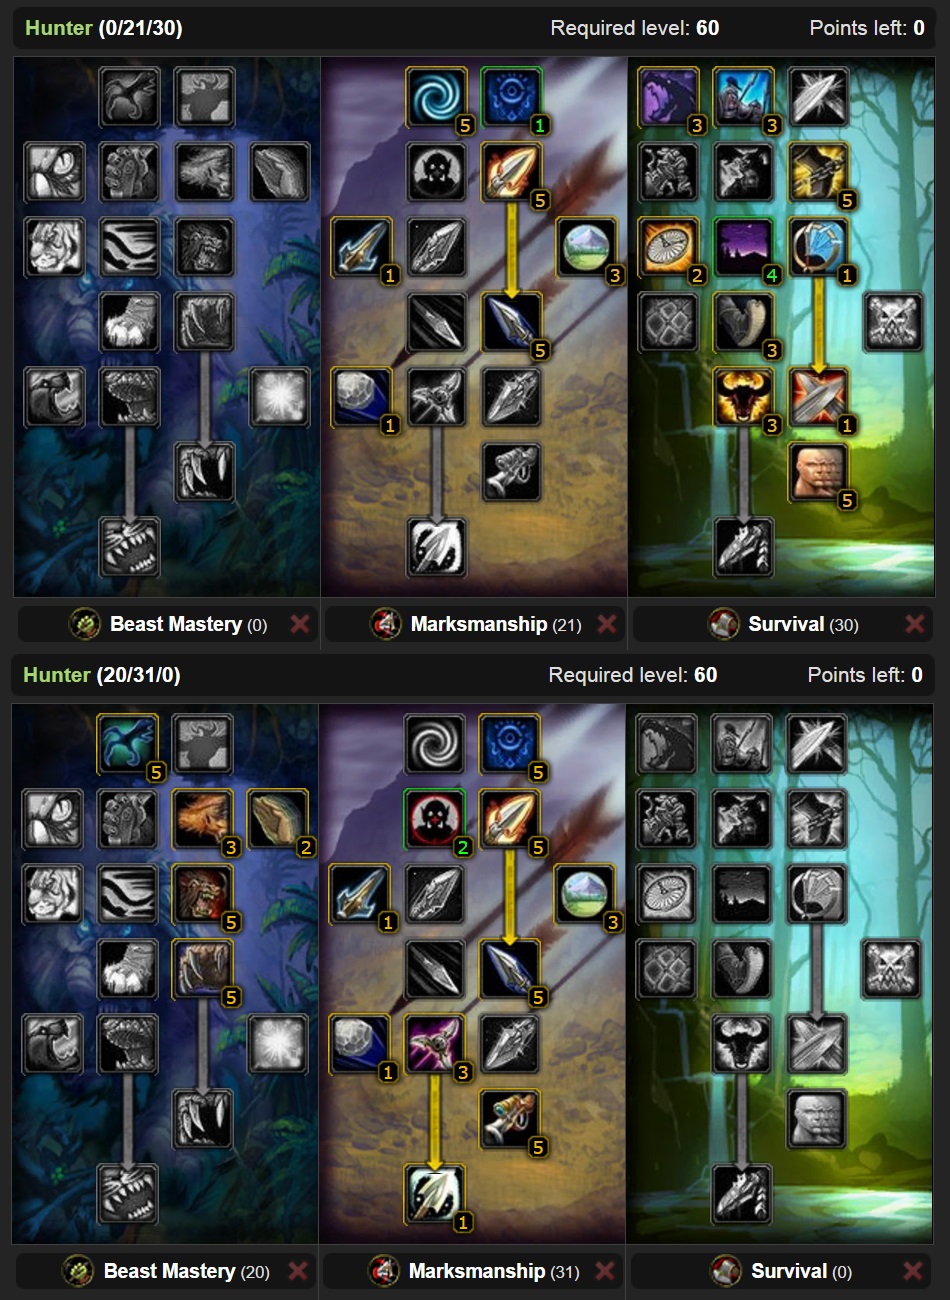 Hunter (0/21/30) Required level: 60 Points left: 0
5 1 3 3
5 5
1 3 2 4 1
5 3
1 3 1
5
Beast Mastery (0) Marksmanship (21) Survival (30)
Hunter (20/31/0) Required level: 60 Points left: 0
5 5
3 2 2 5
5 1 3
5 5
1 3
5
1
Beast Mastery (20) Marksmanship (31) Survival (0)